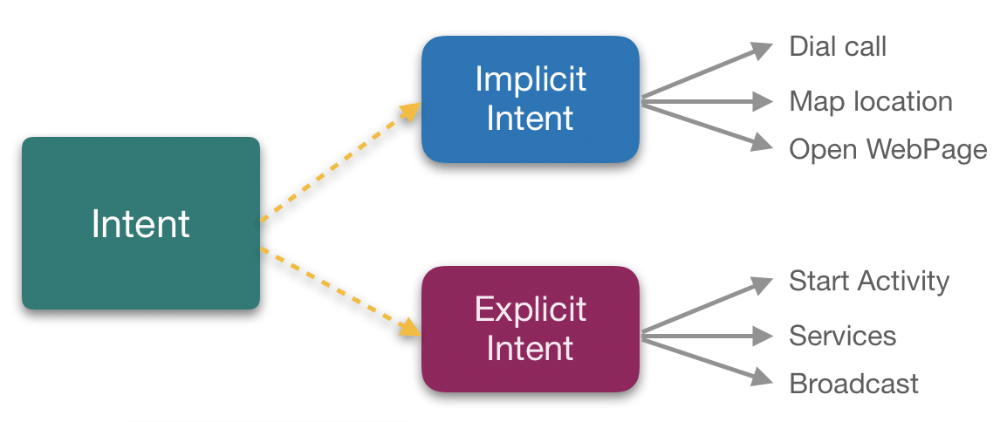 Intent
Implicit
Intent
Dial call
Map location
Open WebPage
Explicit
Intent
Start Activity
Services
Broadcast